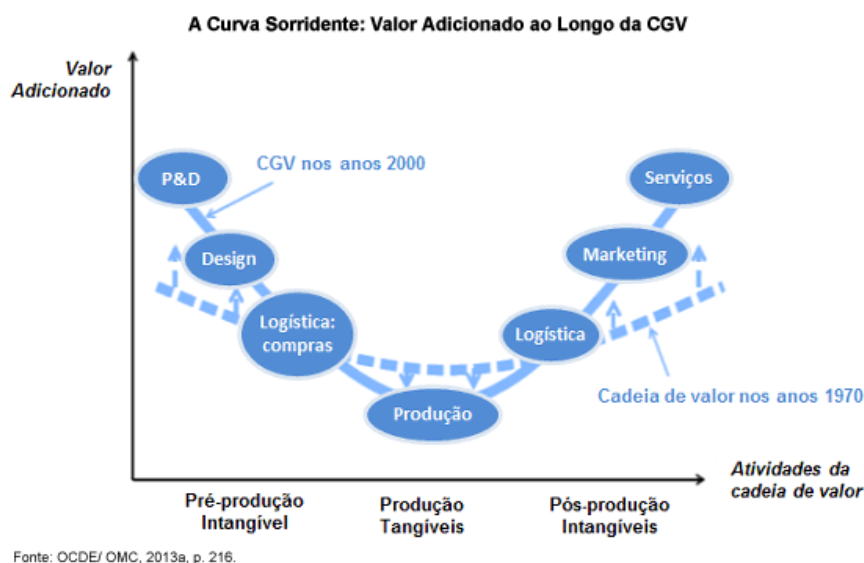 A Curva Sorridente: Valor Adicionado ao Longo da CGV
Valor
Adicionado
CGV nos anos 2000
P&D
Serviços
Design
Marketing
Logística:
compras
Logística
Produção
Cadeia de valor nos anos 1970
Atividades da
cadeia de valor
Pré-produção
Intangível
Produção
Tangíveis
Pós-produção
Intangíveis
Fonte: OCDE/ OMC, 2013a, p. 216.